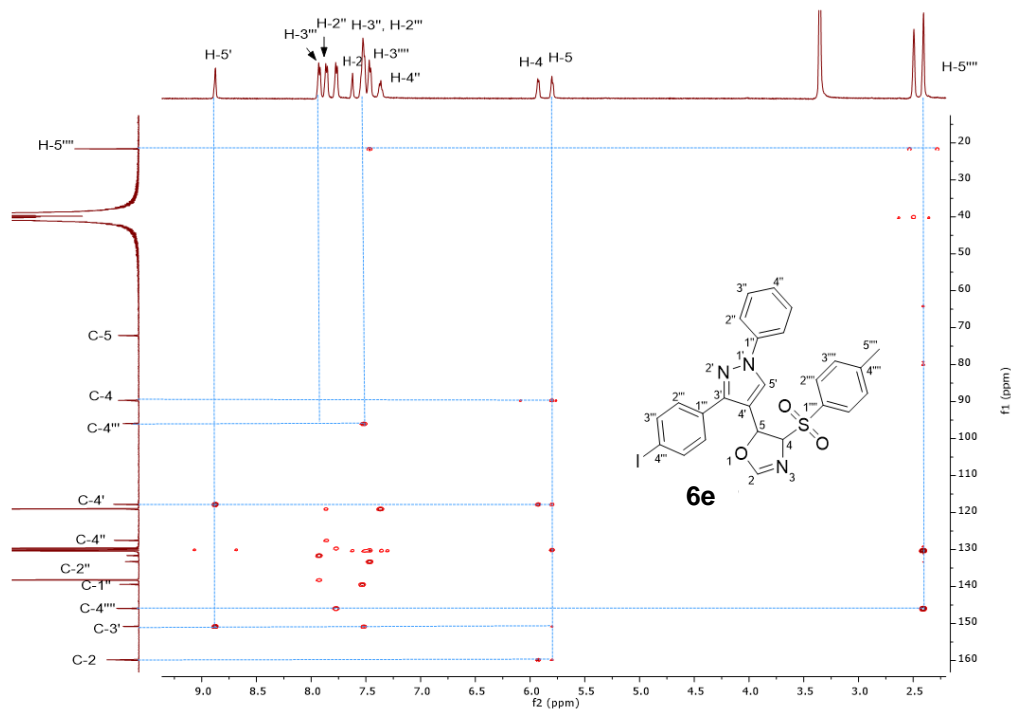 H-5'
H-3'''
H-2''
H-3'', H-2'''
H-2
H-3''''
H-4''
H-4
H-5
H-5''''
H-5''''
C-5
C-4
C-4'''
C-4'
C-4''
C-2''
C-1''
C-4''''
C-3'
C-2
20
30
40
50
60
70
80
90
100
110
120
130
140
150
160
f1 (ppm)
9.0 8.5 8.0 7.5 7.0 6.5 6.0 5.5 5.0 4.5 4.0 3.5 3.0 2.5
f2 (ppm)
3'' 4''
2''
1''
1'
2' N N
5'
3'
4'
2''' 1'''
3'''
4'''
I
5''''
3''''
4''''
2''''
1''''
O S O
5 4
O N
1 2 3
6e